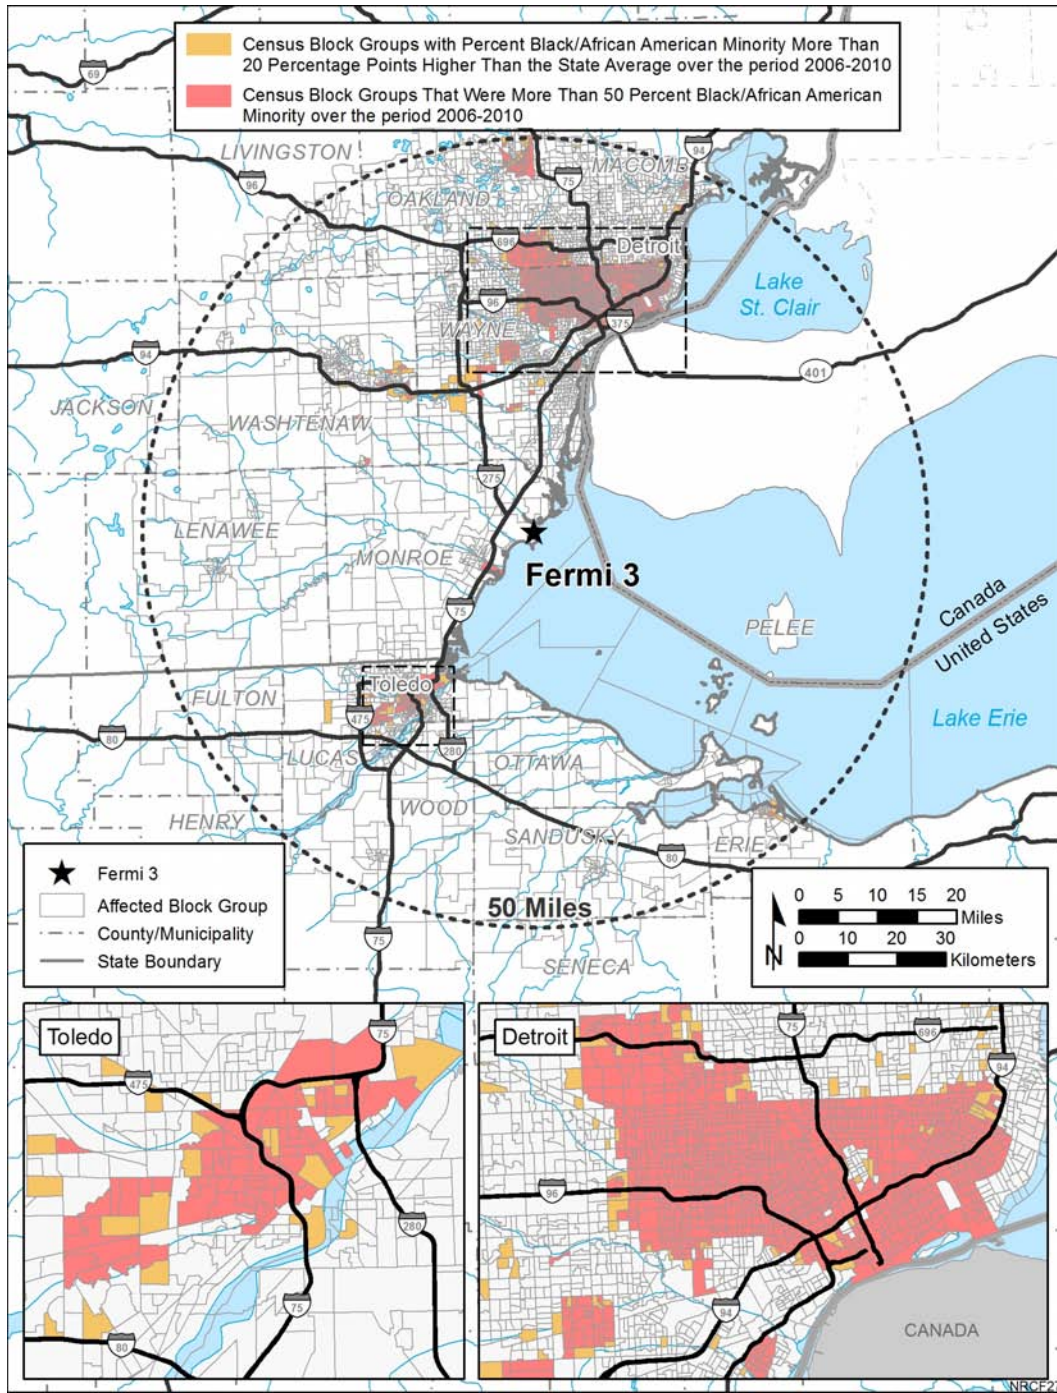 Census Block Groups with Percent Black/African American Minority More Than
20 Percentage Points Higher Than the State Average over the period 2006-2010
Census Block Groups That Were More Than 50 Percent Black/African American
Minority over the period 2006-2010
69
LIVINGSTON
96
OAKLAND
75
MACOMB
94
696
Detroit
Lake
St. Clair
96
WAYNE
375
94
401
JACKSON
WASHTENAW
275
LENAWEE
MONROE
Fermi 3
75
PELEE
Canada
United States
Toledo
FULTON
475
Lake Erie
80
LUCAS
280
OTTAWA
WOOD
HENRY
SANDUSKY
ERIE
80
50 Miles
75
SENECA
Fermi 3
Affected Block Group
County/Municipality
State Boundary
0 5 10 15 20
Miles
0 10 20 30
Kilometers
N
Toledo
75
475
280
75
80
Detroit
75
696
94
96
94
CANADA